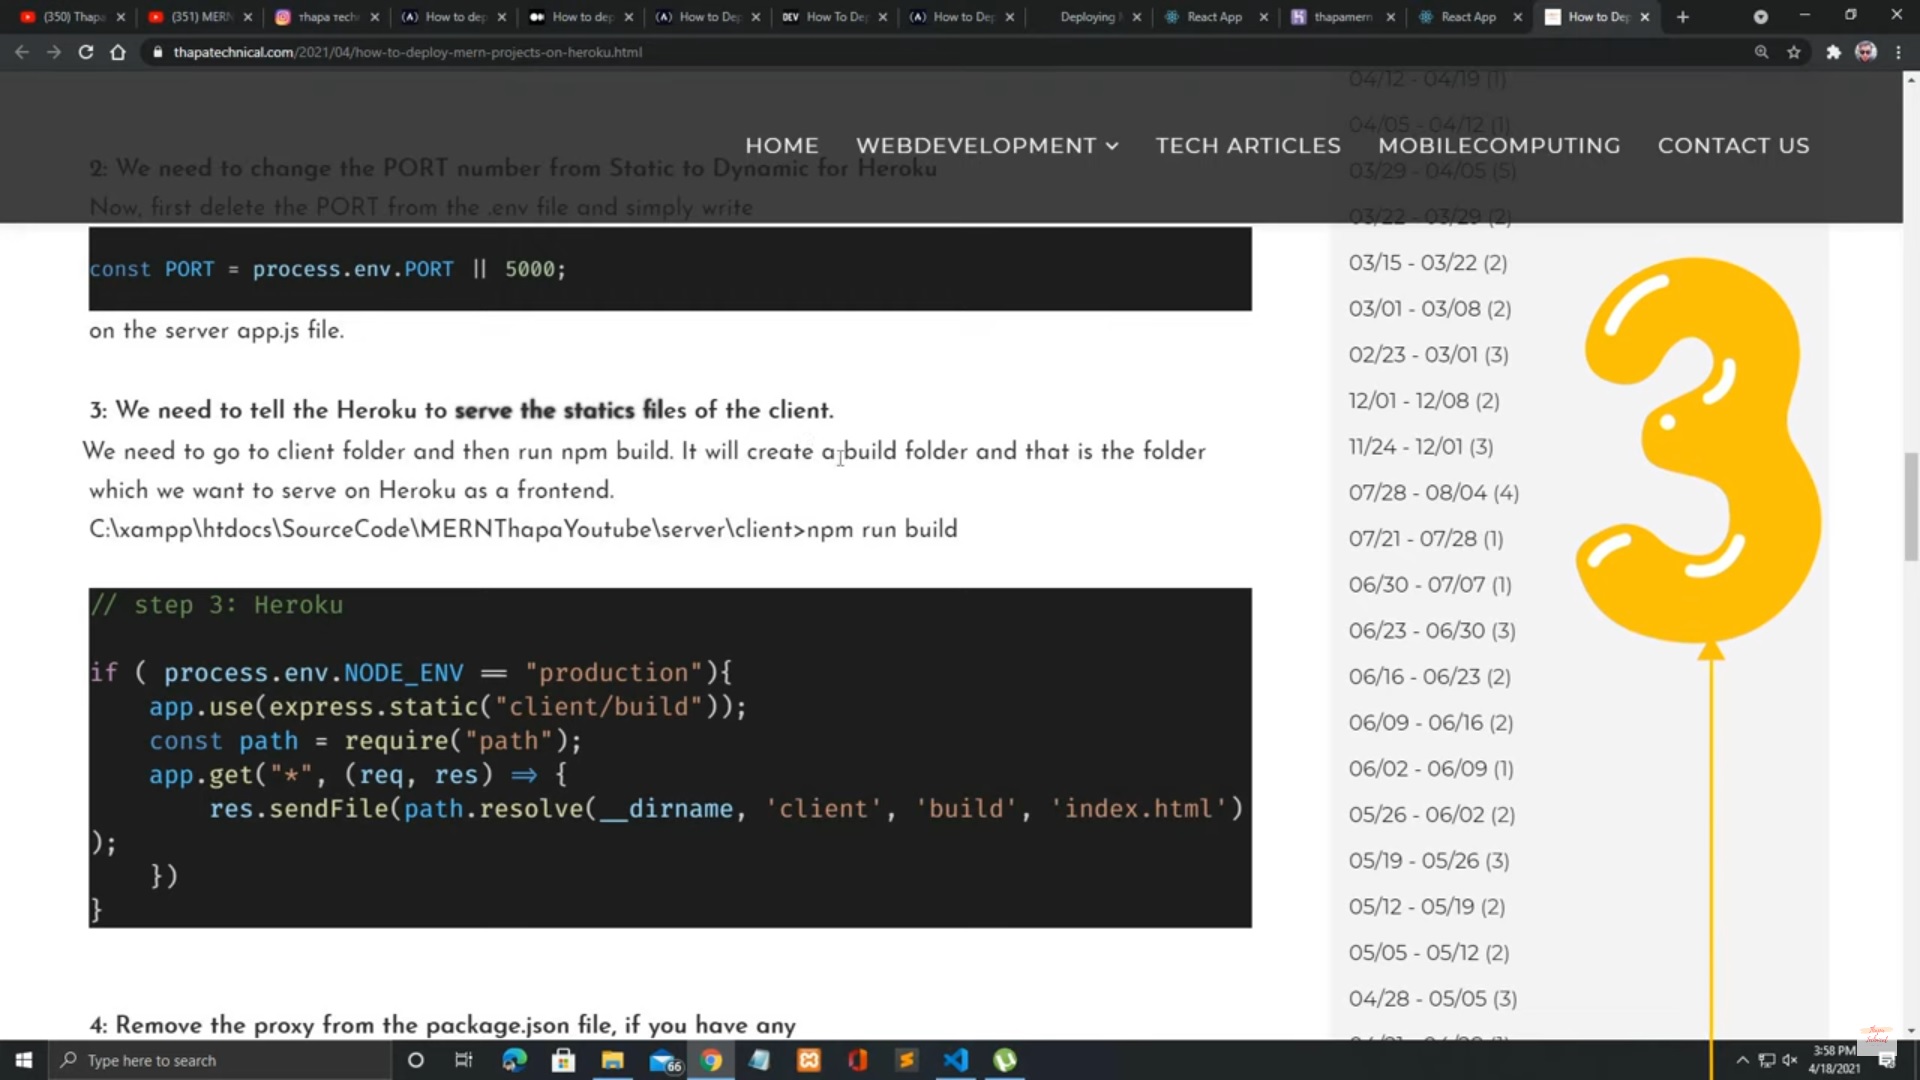 (350) Thapa
(351) MERN
тhapa тecн
How to dep
How to dep
How to Dep
How To De
How to Dep
Deploying
React App
thapamern
React App
How to Dep
thapatechnical.com/2021/04/how-to-deploy-mern-projects-on-heroku.html
HOME WEBDEVELOPMENT TECH ARTICLES MOBILECOMPUTING CONTACT US
2: We need to change the PORT number from Static to Dynamic for Heroku
Now, first delete the PORT from the .env file and simply write
const PORT = process.env.PORT || 5000;
on the server app.js file.
3: We need to tell the Heroku to serve the statics files of the client.
We need to go to client folder and then run npm build. It will create a build folder and that is the folder
which we want to serve on Heroku as a frontend.
C:\xampp\htdocs\SourceCode\MERNThapaYoutube\server\client>npm run build
// step 3: Heroku
if ( process.env.NODE_ENV == "production"){
app.use(express.static("client/build"));
const path = require("path");
app.get("*", (req, res) => {
res.sendFile(path.resolve(__dirname, 'client', 'build', 'index.html')
);
})
}
4: Remove the proxy from the package.json file, if you have any
04/12 - 04/19 (1)
04/05 - 04/12 (1)
03/29 - 04/05 (5)
03/22 - 03/29 (2)
03/15 - 03/22 (2)
03/01 - 03/08 (2)
02/23 - 03/01 (3)
12/01 - 12/08 (2)
11/24 - 12/01 (3)
07/28 - 08/04 (4)
07/21 - 07/28 (1)
06/30 - 07/07 (1)
06/23 - 06/30 (3)
06/16 - 06/23 (2)
06/09 - 06/16 (2)
06/02 - 06/09 (1)
05/26 - 06/02 (2)
05/19 - 05/26 (3)
05/12 - 05/19 (2)
05/05 - 05/12 (2)
04/28 - 05/05 (3)
3
Type here to search
66
3:58 PM
4/18/2021